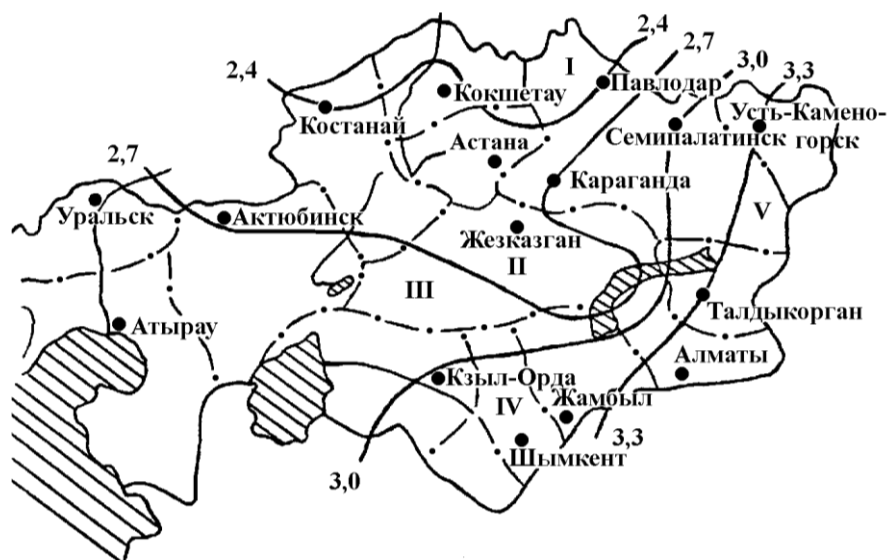 2,4
2,4
2,7
3,0
3,3
I
Павлодар
Кокшетау
Костанай
Семипалатинск
Усть-Камено-
горск
Астана
2,7
Караганда
Уральск
Актюбинск
V
Жезказган
II
III
Атырау
Талдыкорган
Алматы
Кзыл-Орда
IV
Жамбыл
3,3
Шымкент
3,0